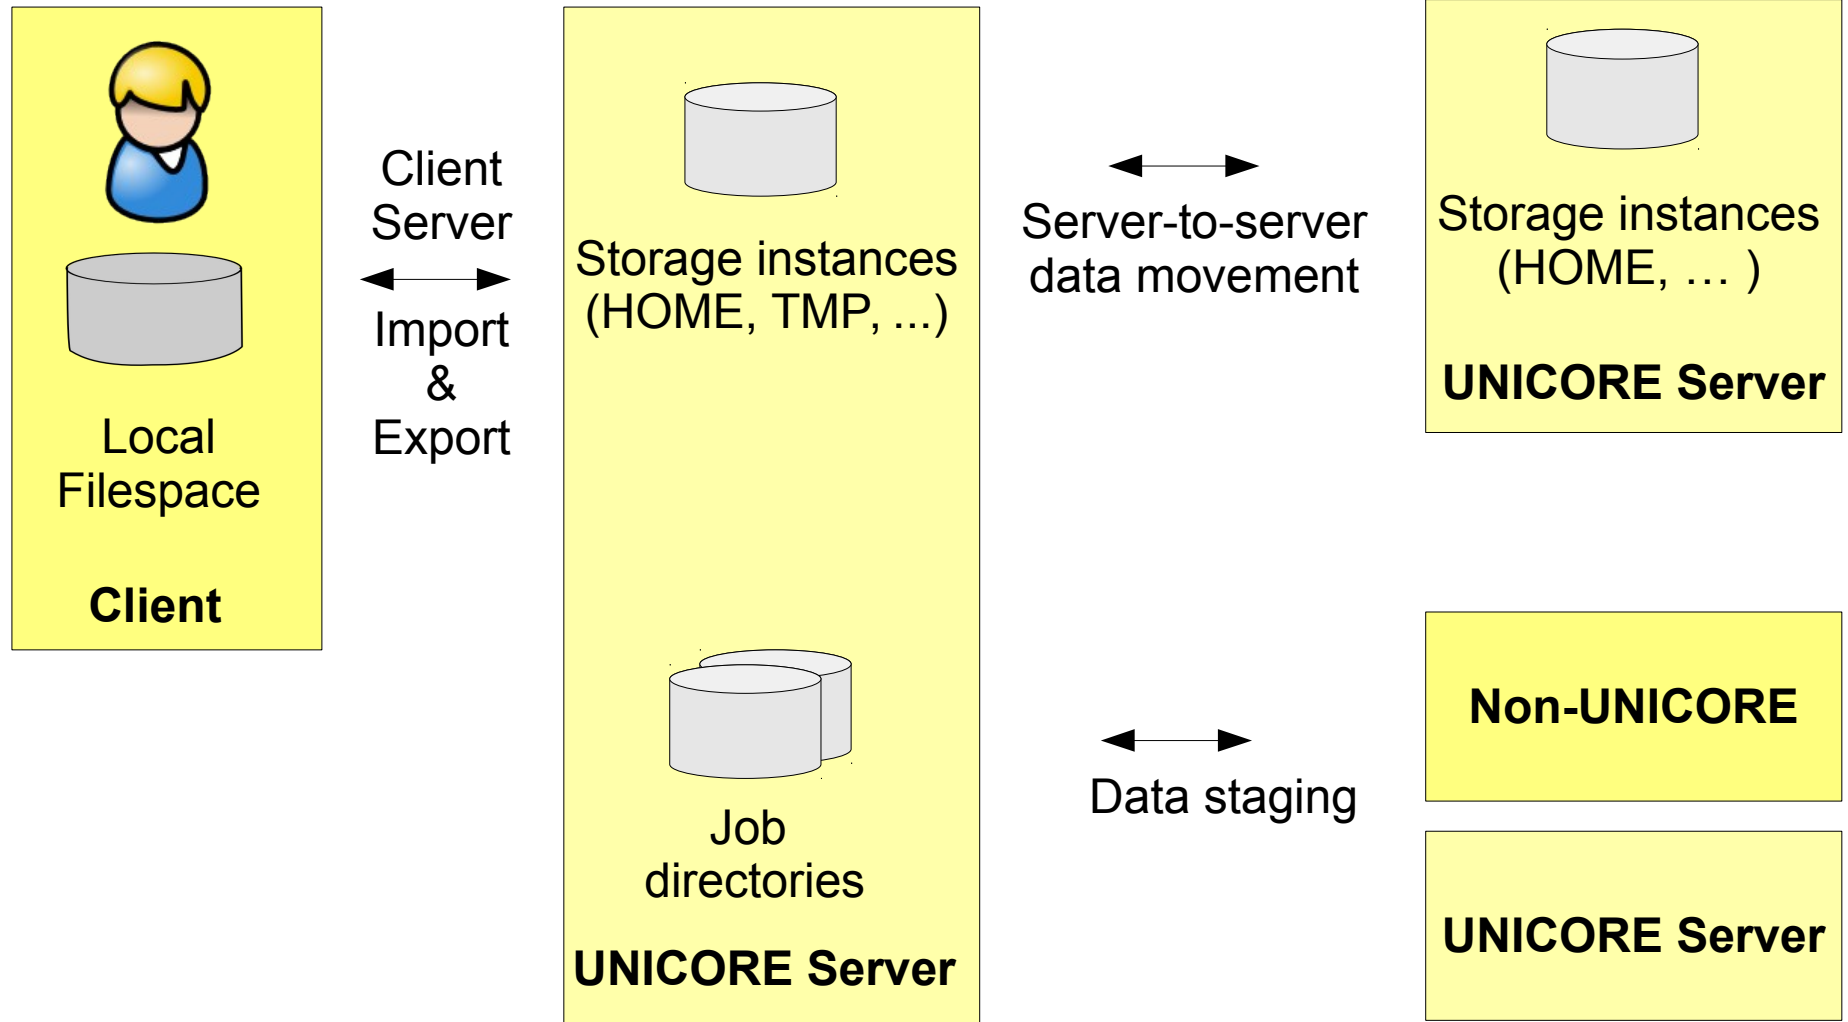 Local
Filespace
Client
Client
Server
Import
&
Export
Storage instances
(HOME, TMP, ...)
Job
directories
UNICORE Server
Server-to-server
data movement
Data staging
Storage instances
(HOME, … )
UNICORE Server
Non-UNICORE
UNICORE Server